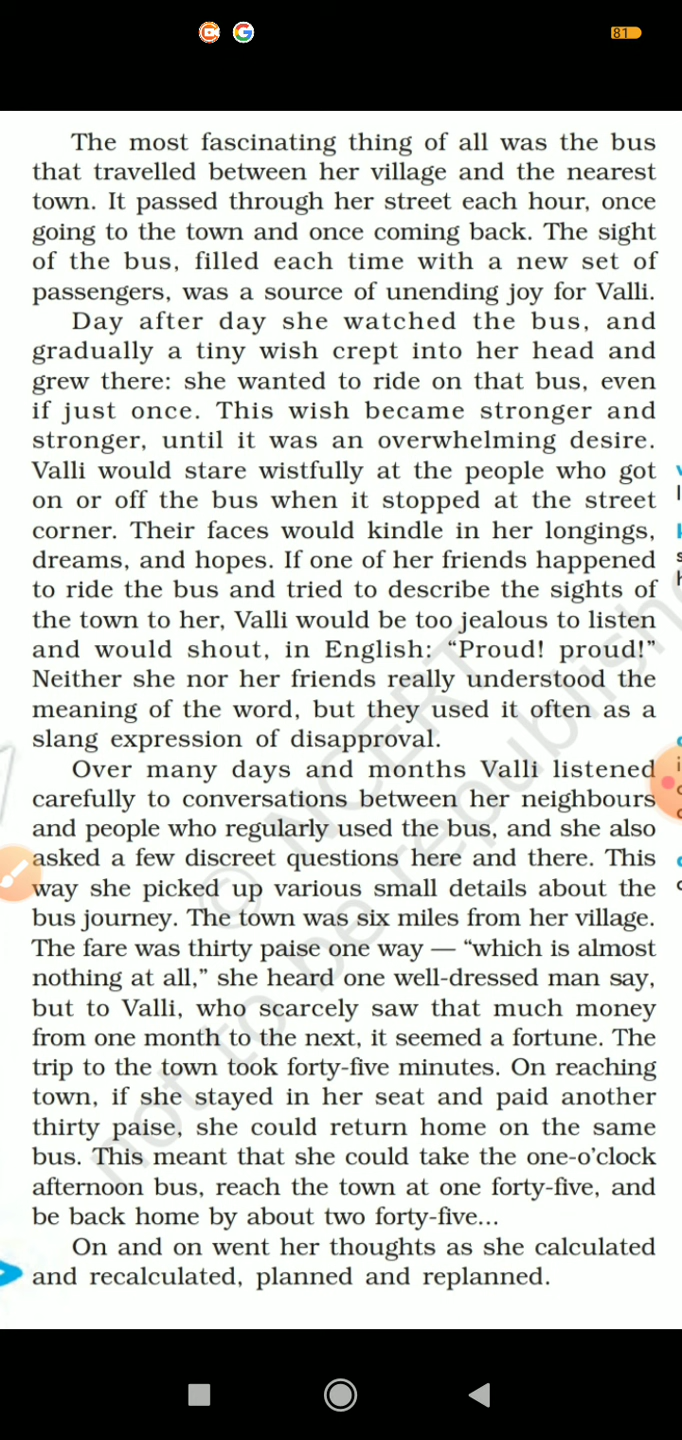 81
The most fascinating thing of all was the bus
that travelled between her village and the nearest
town. It passed through her street each hour, once
going to the town and once coming back. The sight
of the bus, filled each time with a new set of
passengers, was a source of unending joy for Valli.
Day after day she watched the bus, and
gradually a tiny wish crept into her head and
grew there: she wanted to ride on that bus, even
if just once. This wish became stronger and
stronger, until it was an overwhelming desire.
Valli would stare wistfully at the people who got
on or off the bus when it stopped at the street
corner. Their faces would kindle in her longings,
dreams, and hopes. If one of her friends happened
to ride the bus and tried to describe the sights of
the town to her, Valli would be too jealous to listen
and would shout, in English: “Proud! proud!”
Neither she nor her friends really understood the
meaning of the word, but they used it often as a
slang expression of disapproval.
Over many days and months Valli listened
carefully to conversations between her neighbours
and people who regularly used the bus, and she also
asked a few discreet questions here and there. This
way she picked up various small details about the
bus journey. The town was six miles from her village.
The fare was thirty paise one way — “which is almost
nothing at all,” she heard one well-dressed man say,
but to Valli, who scarcely saw that much money
from one month to the next, it seemed a fortune. The
trip to the town took forty-five minutes. On reaching
town, if she stayed in her seat and paid another
thirty paise, she could return home on the same
bus. This meant that she could take the one-o’clock
afternoon bus, reach the town at one forty-five, and
be back home by about two forty-five...
On and on went her thoughts as she calculated
and recalculated, planned and replanned.
© NCERT
not to be republished